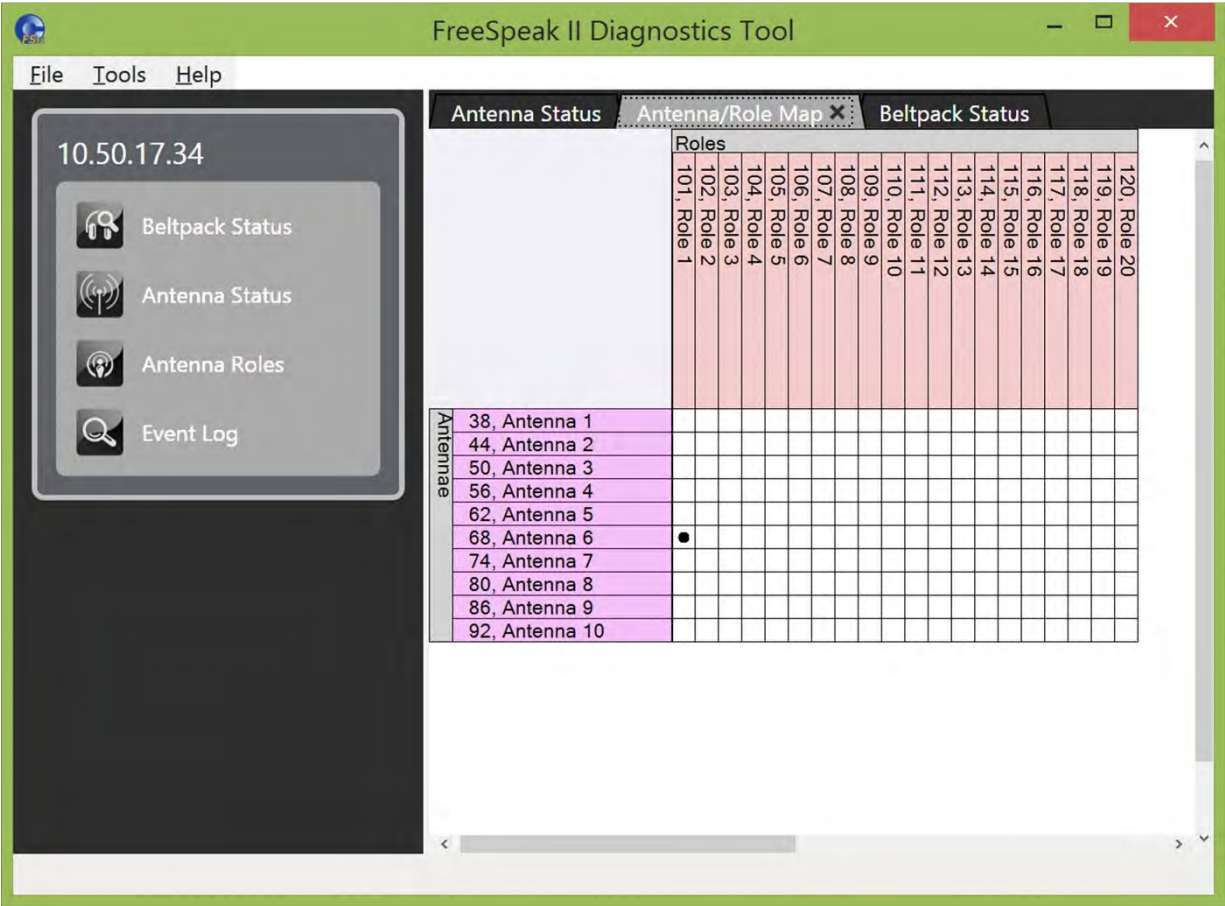 FreeSpeak II Diagnostics Tool
File Tools Help
10.50.17.34
Beltpack Status
Antenna Status
Antenna Roles
Event Log
Antenna Status Antenna/Role Map Beltpack Status
Roles
101, Role 1
102, Role 2
103, Role 3
104, Role 4
105, Role 5
106, Role 6
107, Role 7
108, Role 8
109, Role 9
110, Role 10
111, Role 11
112, Role 12
113, Role 13
114, Role 14
115, Role 15
116, Role 16
117, Role 17
118, Role 18
119, Role 19
120, Role 20
Antennae
38, Antenna 1
44, Antenna 2
50, Antenna 3
56, Antenna 4
62, Antenna 5
68, Antenna 6
74, Antenna 7
80, Antenna 8
86, Antenna 9
92, Antenna 10